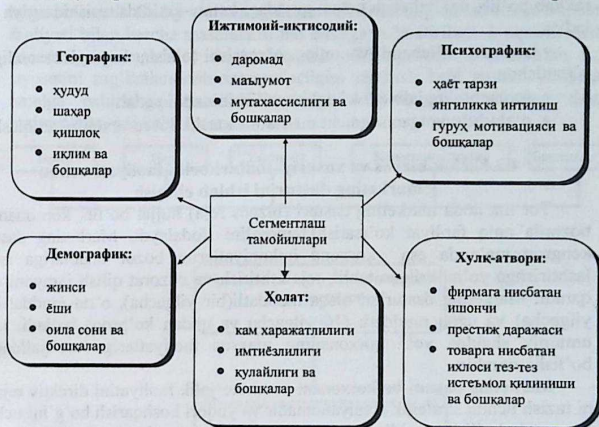 Географик:
ҳудуд
шаҳар
қишлоқ
иқлим ва
бошқалар
Ижтимоий-иқтисодий:
даромад
маълумот
мутахассислиги ва
бошқалар
Психографик:
ҳаёт тарзи
янгиликка интилиш
гуруҳ мотивацияси ва
бошқалар
Сегментлаш
тамойиллари
Демографик:
жинси
ёши
оила сони ва
бошқалар
Ҳолат:
кам харажатлилиги
имтиёзлилиги
қулайлиги ва
бошқалар
Хулқ-атвори:
фирмага нисбатан
ишончи
престиж даражаси
товарга нисбатан
ихлоси тез-тез
истеъмол қилиниши
ва бошқалар